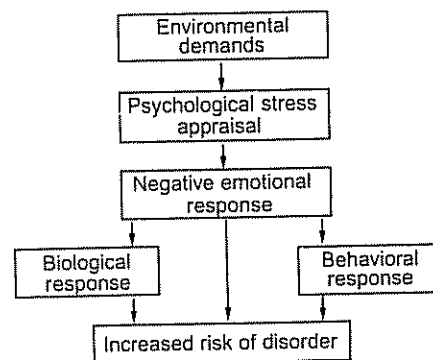 Environmental
demands
Psychological stress
appraisal
Negative emotional
response
Biological
response
Behavioral
response
Increased risk of disorder